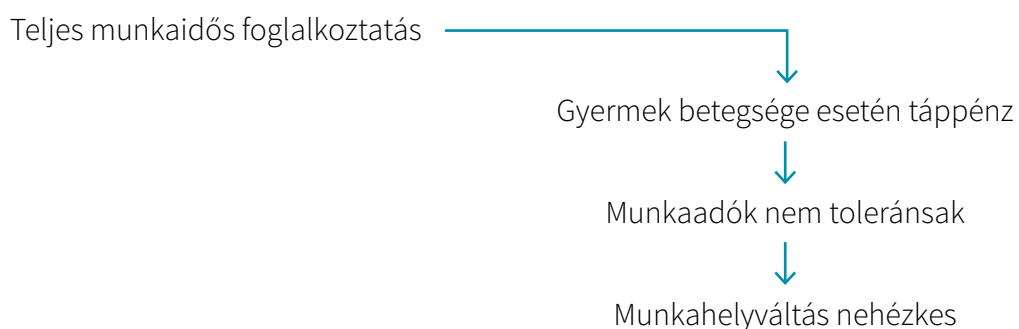 Teljes munkaidős foglalkoztatás
Gyermek betegsége esetén táppénz
Munkaadók nem toleránsak
Munkahelyváltás nehézkes